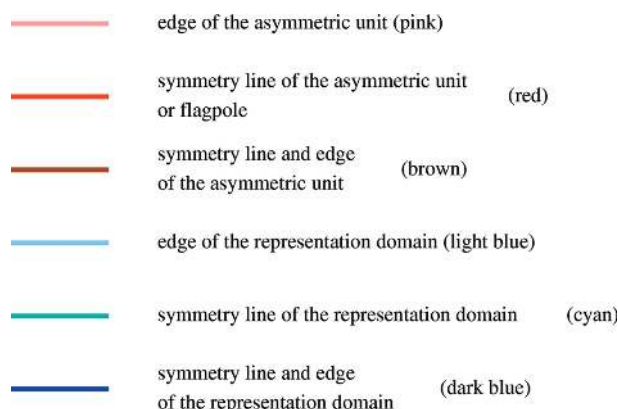 edge of the asymmetric unit (pink)
symmetry line of the asymmetric unit
or flagpole (red)
symmetry line and edge
of the asymmetric unit (brown)
edge of the representation domain (light blue)
symmetry line of the representation domain (cyan)
symmetry line and edge
of the representation domain (dark blue)